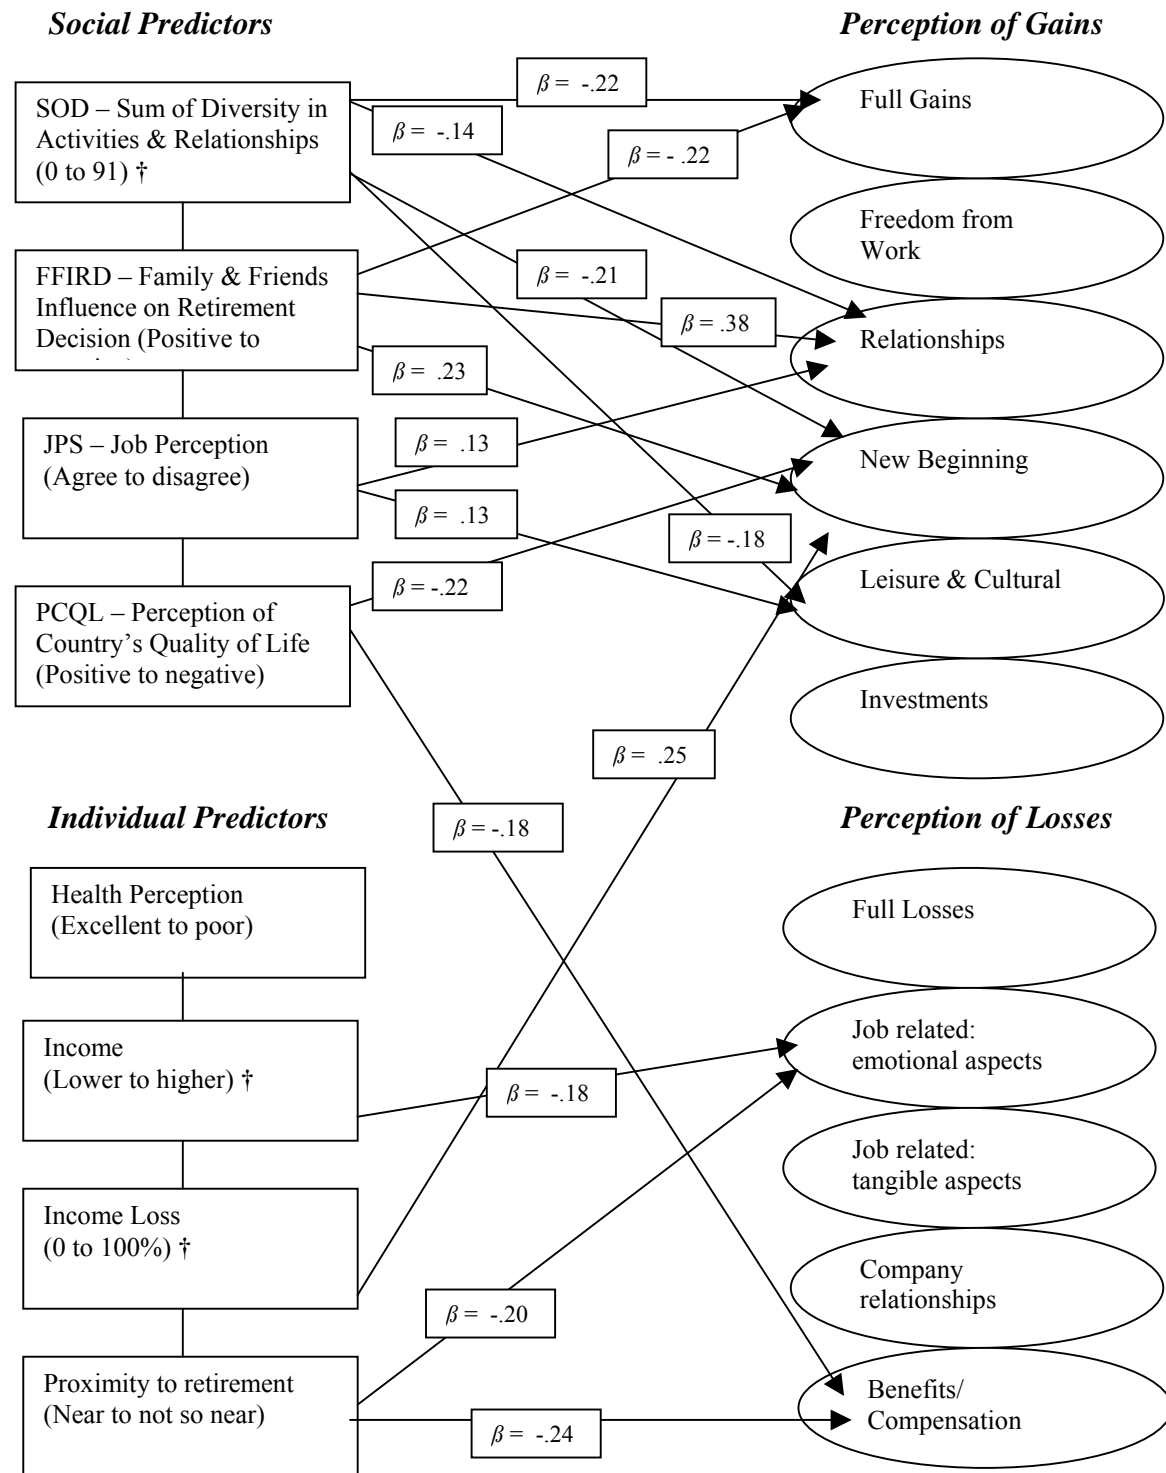 Social Predictors
Perception of Gains
SOD – Sum of Diversity in
Activities & Relationships
(0 to 91) †
FFIRD – Family & Friends
Influence on Retirement
Decision (Positive to
JPS – Job Perception
(Agree to disagree)
PCQL – Perception of
Country’s Quality of Life
(Positive to negative)
β = -.22
β = -.14
β = - .22
β = -.21
β = .38
β = .23
β = .13
β = .13
β = -.18
β = -.22
β = .25
β = -.18
Full Gains
Freedom from
Work
Relationships
New Beginning
Leisure & Cultural
Investments
Individual Predictors
Perception of Losses
Health Perception
(Excellent to poor)
Income
(Lower to higher) †
Income Loss
(0 to 100%) †
Proximity to retirement
(Near to not so near)
β = -.18
β = -.20
β = -.24
Full Losses
Job related:
emotional aspects
Job related:
tangible aspects
Company
relationships
Benefits/
Compensation